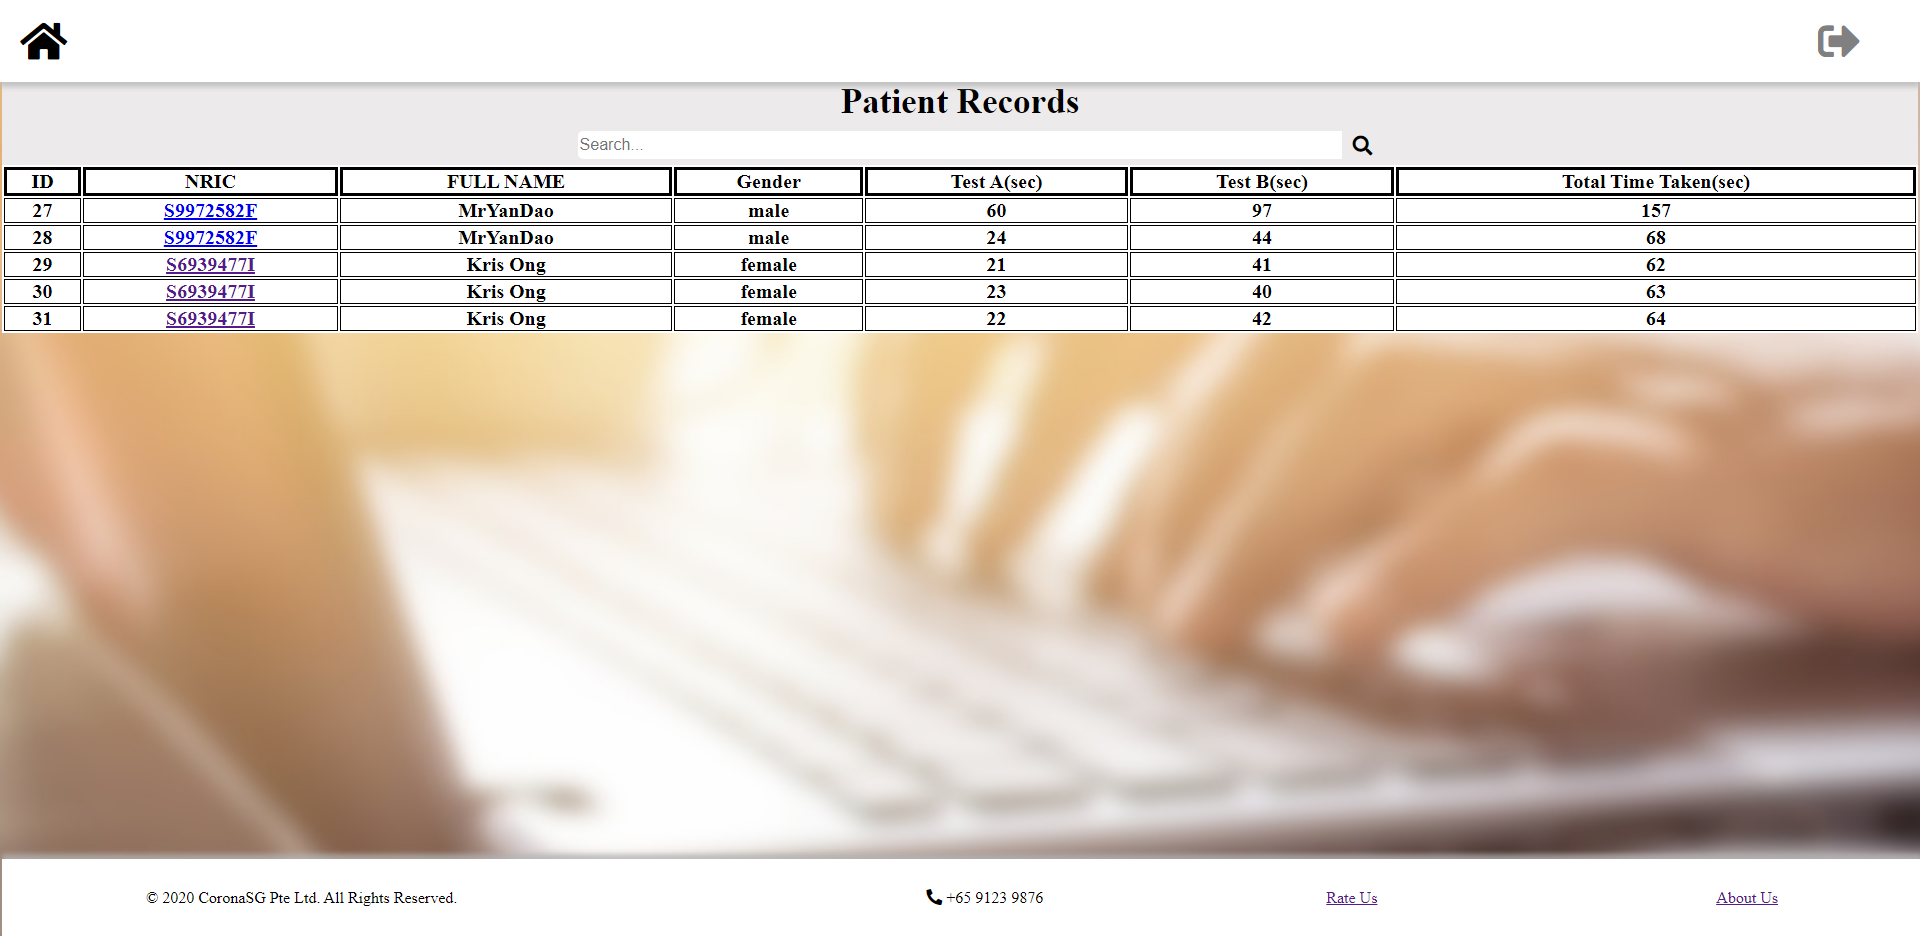 Patient Records
Search...
ID NRIC FULL NAME Gender Test A(sec) Test B(sec) Total Time Taken(sec)
27 S9972582F MrYanDao male 60 97 157
28 S9972582F MrYanDao male 24 44 68
29 S6939477I Kris Ong female 21 41 62
30 S6939477I Kris Ong female 23 40 63
31 S6939477I Kris Ong female 22 42 64
© 2020 CoronaSG Pte Ltd. All Rights Reserved. +65 9123 9876 Rate Us About Us